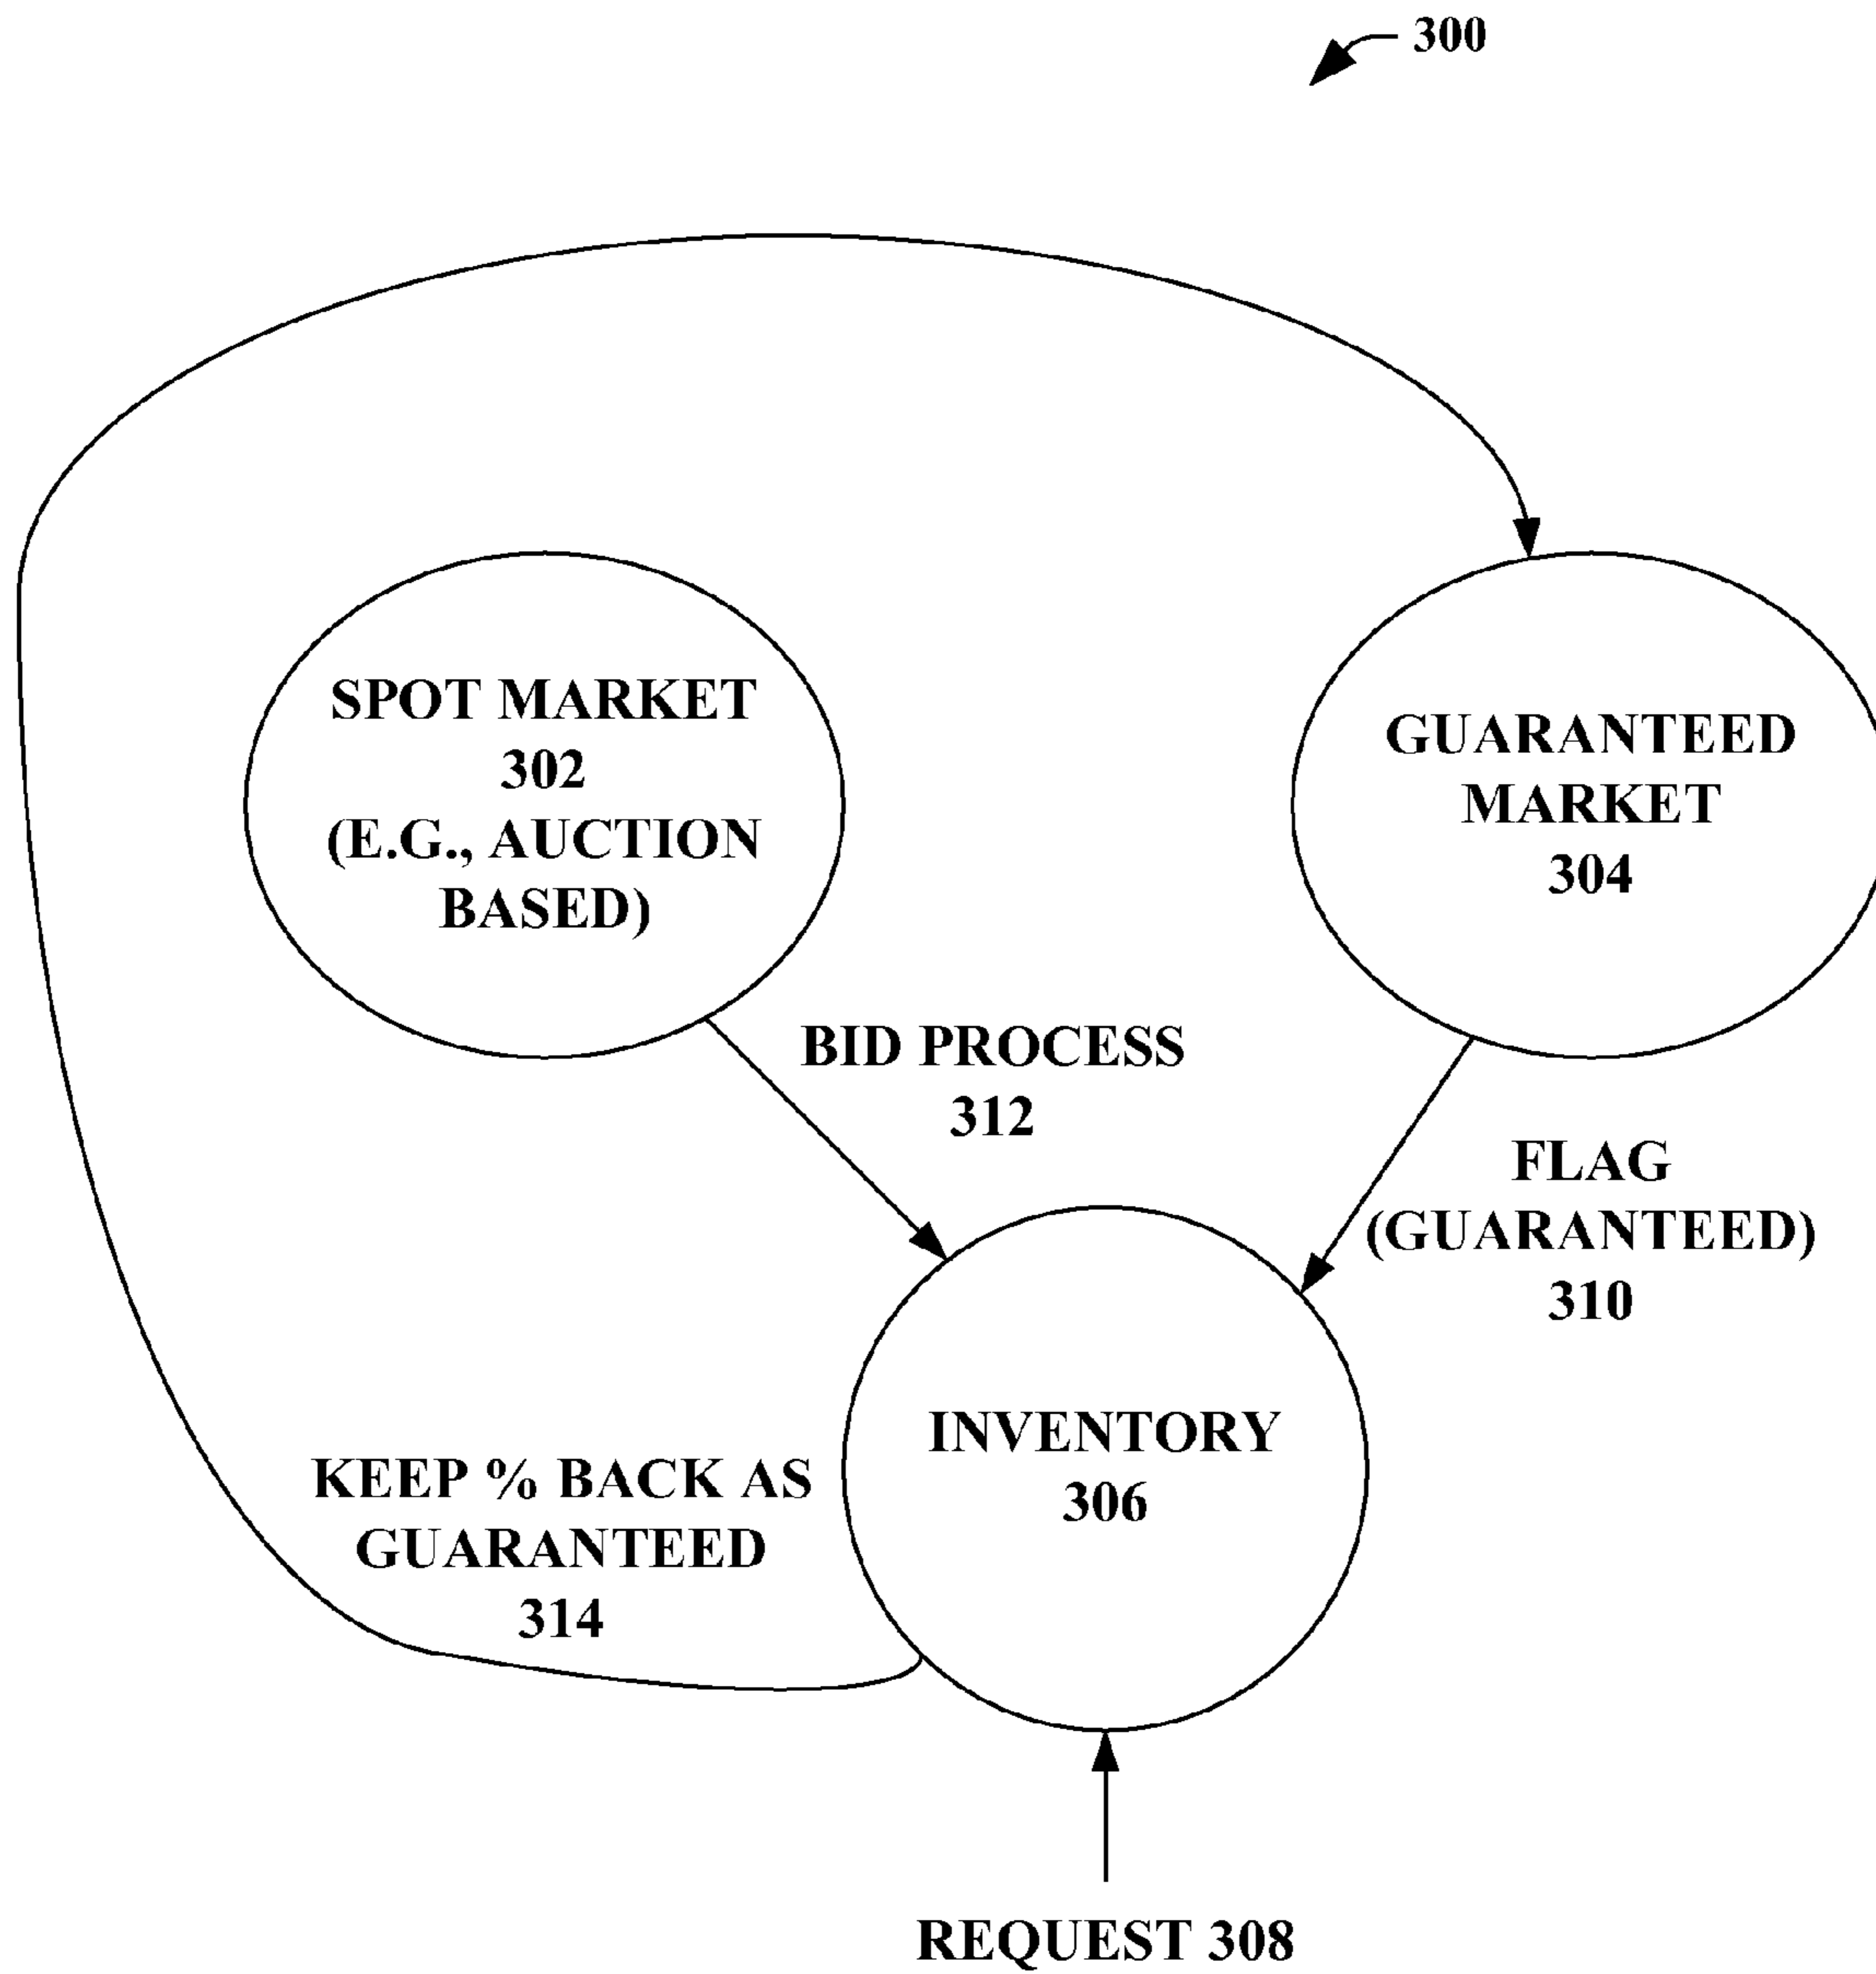 300
SPOT MARKET
302
(E.G., AUCTION
BASED)
GUARANTEED
MARKET
304
BID PROCESS
312
FLAG
(GUARANTEED)
310
INVENTORY
306
KEEP % BACK AS
GUARANTEED
314
REQUEST 308